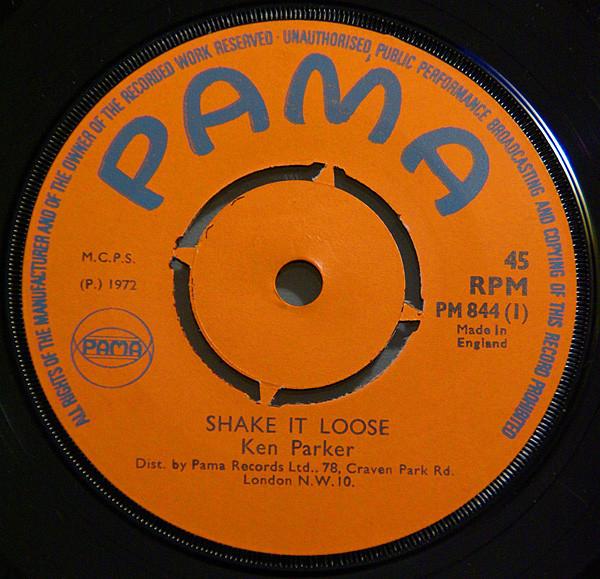 ALL RIGHTS OF THE MANUFACTURER AND OF THE OWNER OF THE RECORDED WORK RESERVED · UNAUTHORISED, PUBLIC PERFORMANCE BROADCASTING AND COPYING OF THIS RECORD PROHIBITED
PAMA
M.C.P.S.
(P.) 1972
PAMA
45
RPM
PM 844 (1)
Made in
England
SHAKE IT LOOSE
Ken Parker
Dist. by Pama Records Ltd., 78, Craven Park Rd.
London N.W.10.